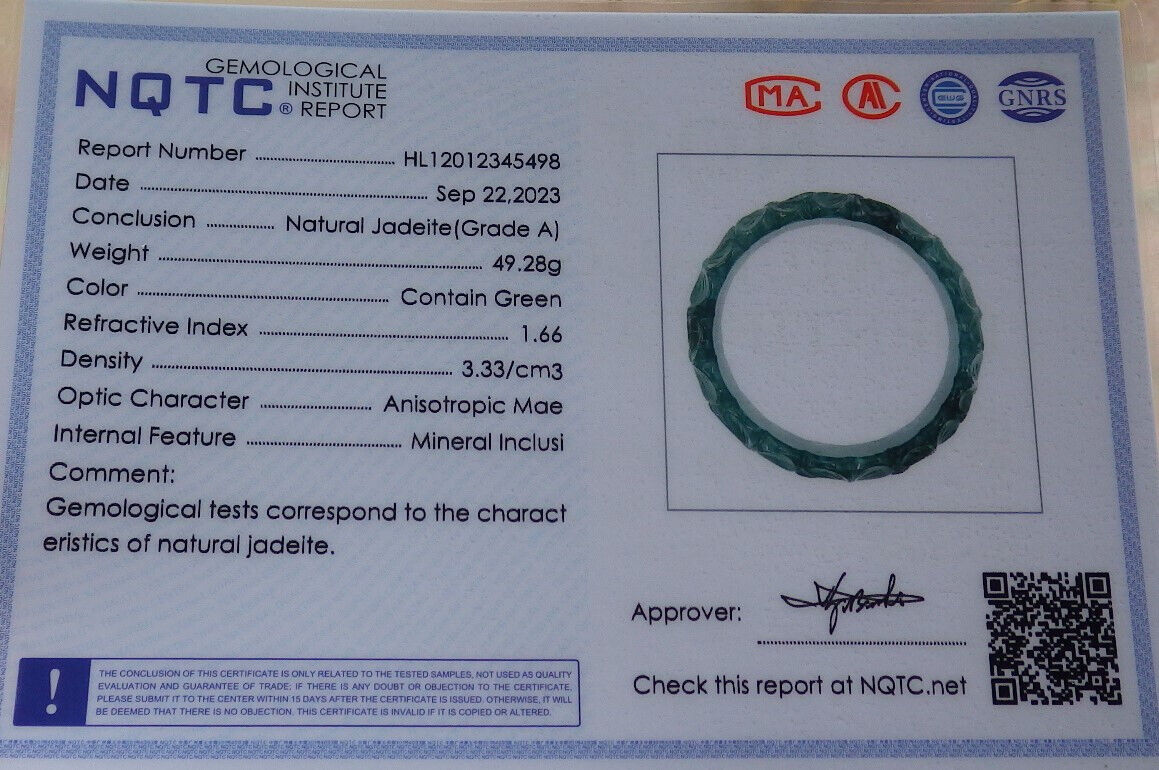 NQTC® GEMOLOGICAL
INSTITUTE
REPORT
MA
GNRS
Report Number ........ HL12012345498
Date ........ Sep 22,2023
Conclusion ........ Natural Jadeite(Grade A)
Weight ........ 49.28g
Color ........ Contain Green
Refractive Index ........ 1.66
Density ........ 3.33/cm3
Optic Character ........ Anisotropic Mae
Internal Feature ........ Mineral Inclusi
Comment:
Gemological tests correspond to the charact
eristics of natural jadeite.
! THE CONCLUSION OF THIS CERTIFICATE IS ONLY RELATED TO THE TESTED SAMPLES, NOT USED AS QUALITY
EVALUATION AND GUARANTEE OF TRADE; IF THERE IS ANY DOUBT OR OBJECTION TO THE CERTIFICATE,
PLEASE SUBMIT IT TO THE CENTER WITHIN 15 DAYS AFTER THE CERTIFICATE IS ISSUED. OTHERWISE, IT WILL
BE DEEMED THAT THERE IS NO OBJECTION. THIS CERTIFICATE IS INVALID IF IT IS COPIED OR ALTERED.
Approver:
Check this report at NQTC.net